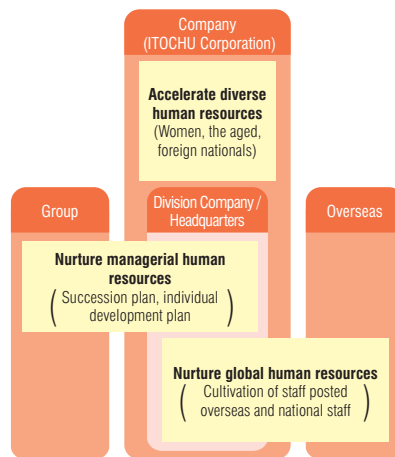 Company
(ITOCHU Corporation)
Accelerate diverse
human resources
(Women, the aged,
foreign nationals)
Group
Division Company /
Headquarters
Overseas
Nurture managerial human
resources
(Succession plan, individual
development plan)
Nurture global human resources
(Cultivation of staff posted
overseas and national staff)